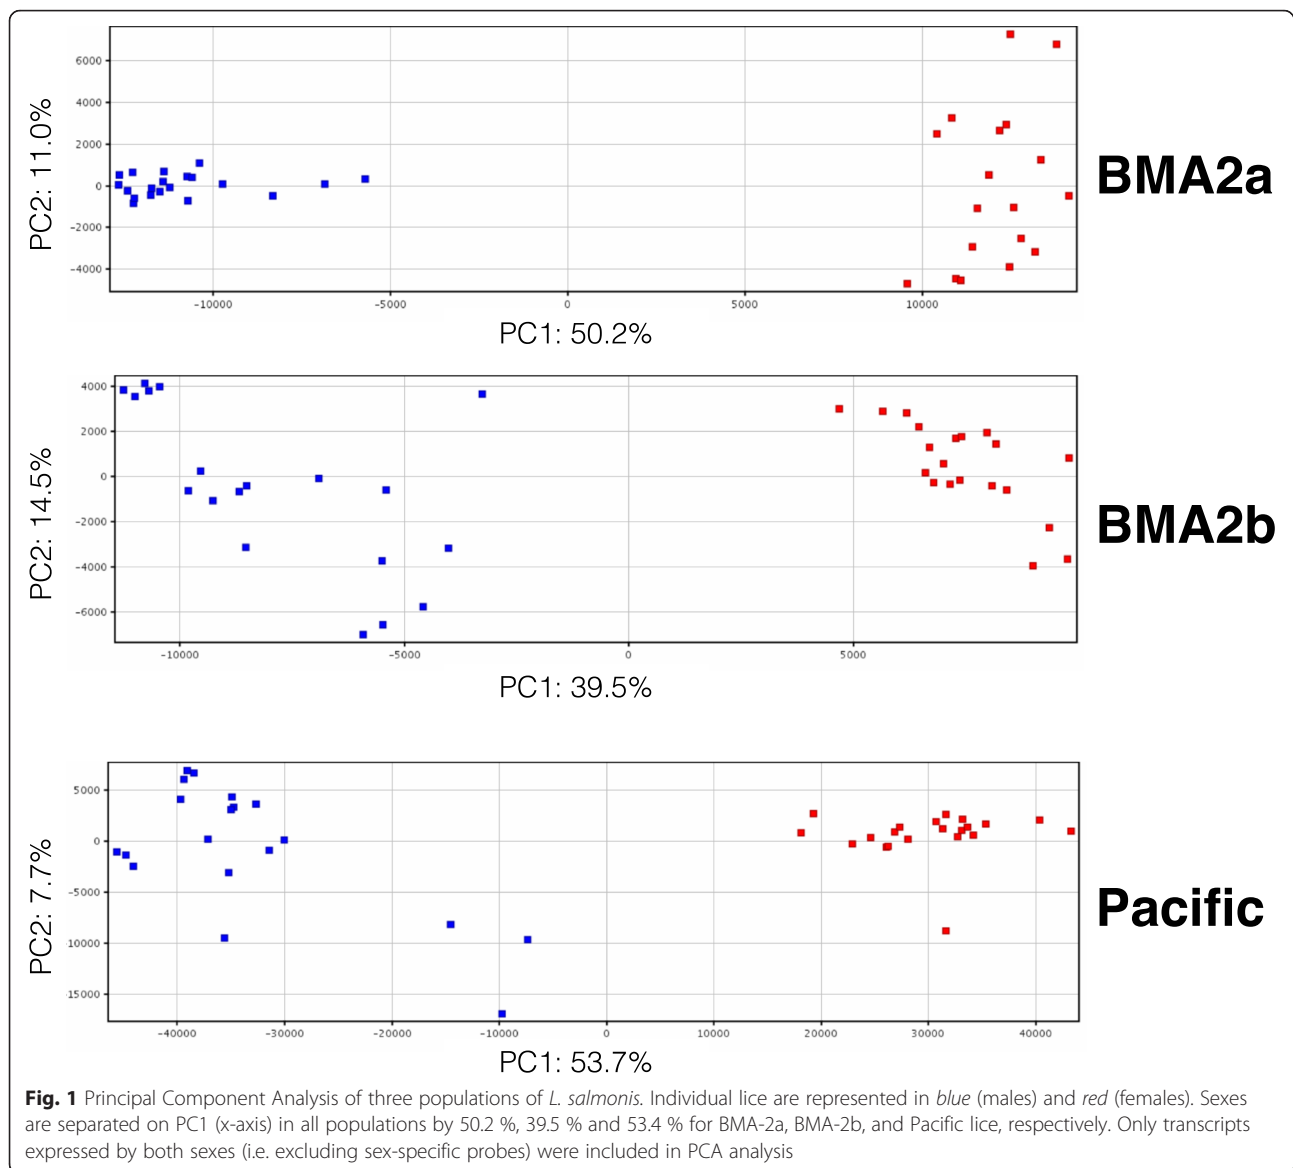 6000
4000
2000
0
−2000
−4000
PC2: 11.0%
−10000 −5000 0 5000 10000
PC1: 50.2%
BMA2a
4000
2000
0
−2000
−4000
−6000
PC2: 14.5%
−10000 −5000 0 5000
PC1: 39.5%
BMA2b
5000
0
−5000
10000
15000
PC2: 7.7%
−40000 −30000 −20000 −10000 0 10000 20000 30000 40000
PC1: 53.7%
Pacific
Fig. 1 Principal Component Analysis of three populations of L. salmonis. Individual lice are represented in blue (males) and red (females). Sexes
are separated on PC1 (x-axis) in all populations by 50.2 %, 39.5 % and 53.4 % for BMA-2a, BMA-2b, and Pacific lice, respectively. Only transcripts
expressed by both sexes (i.e. excluding sex-specific probes) were included in PCA analysis